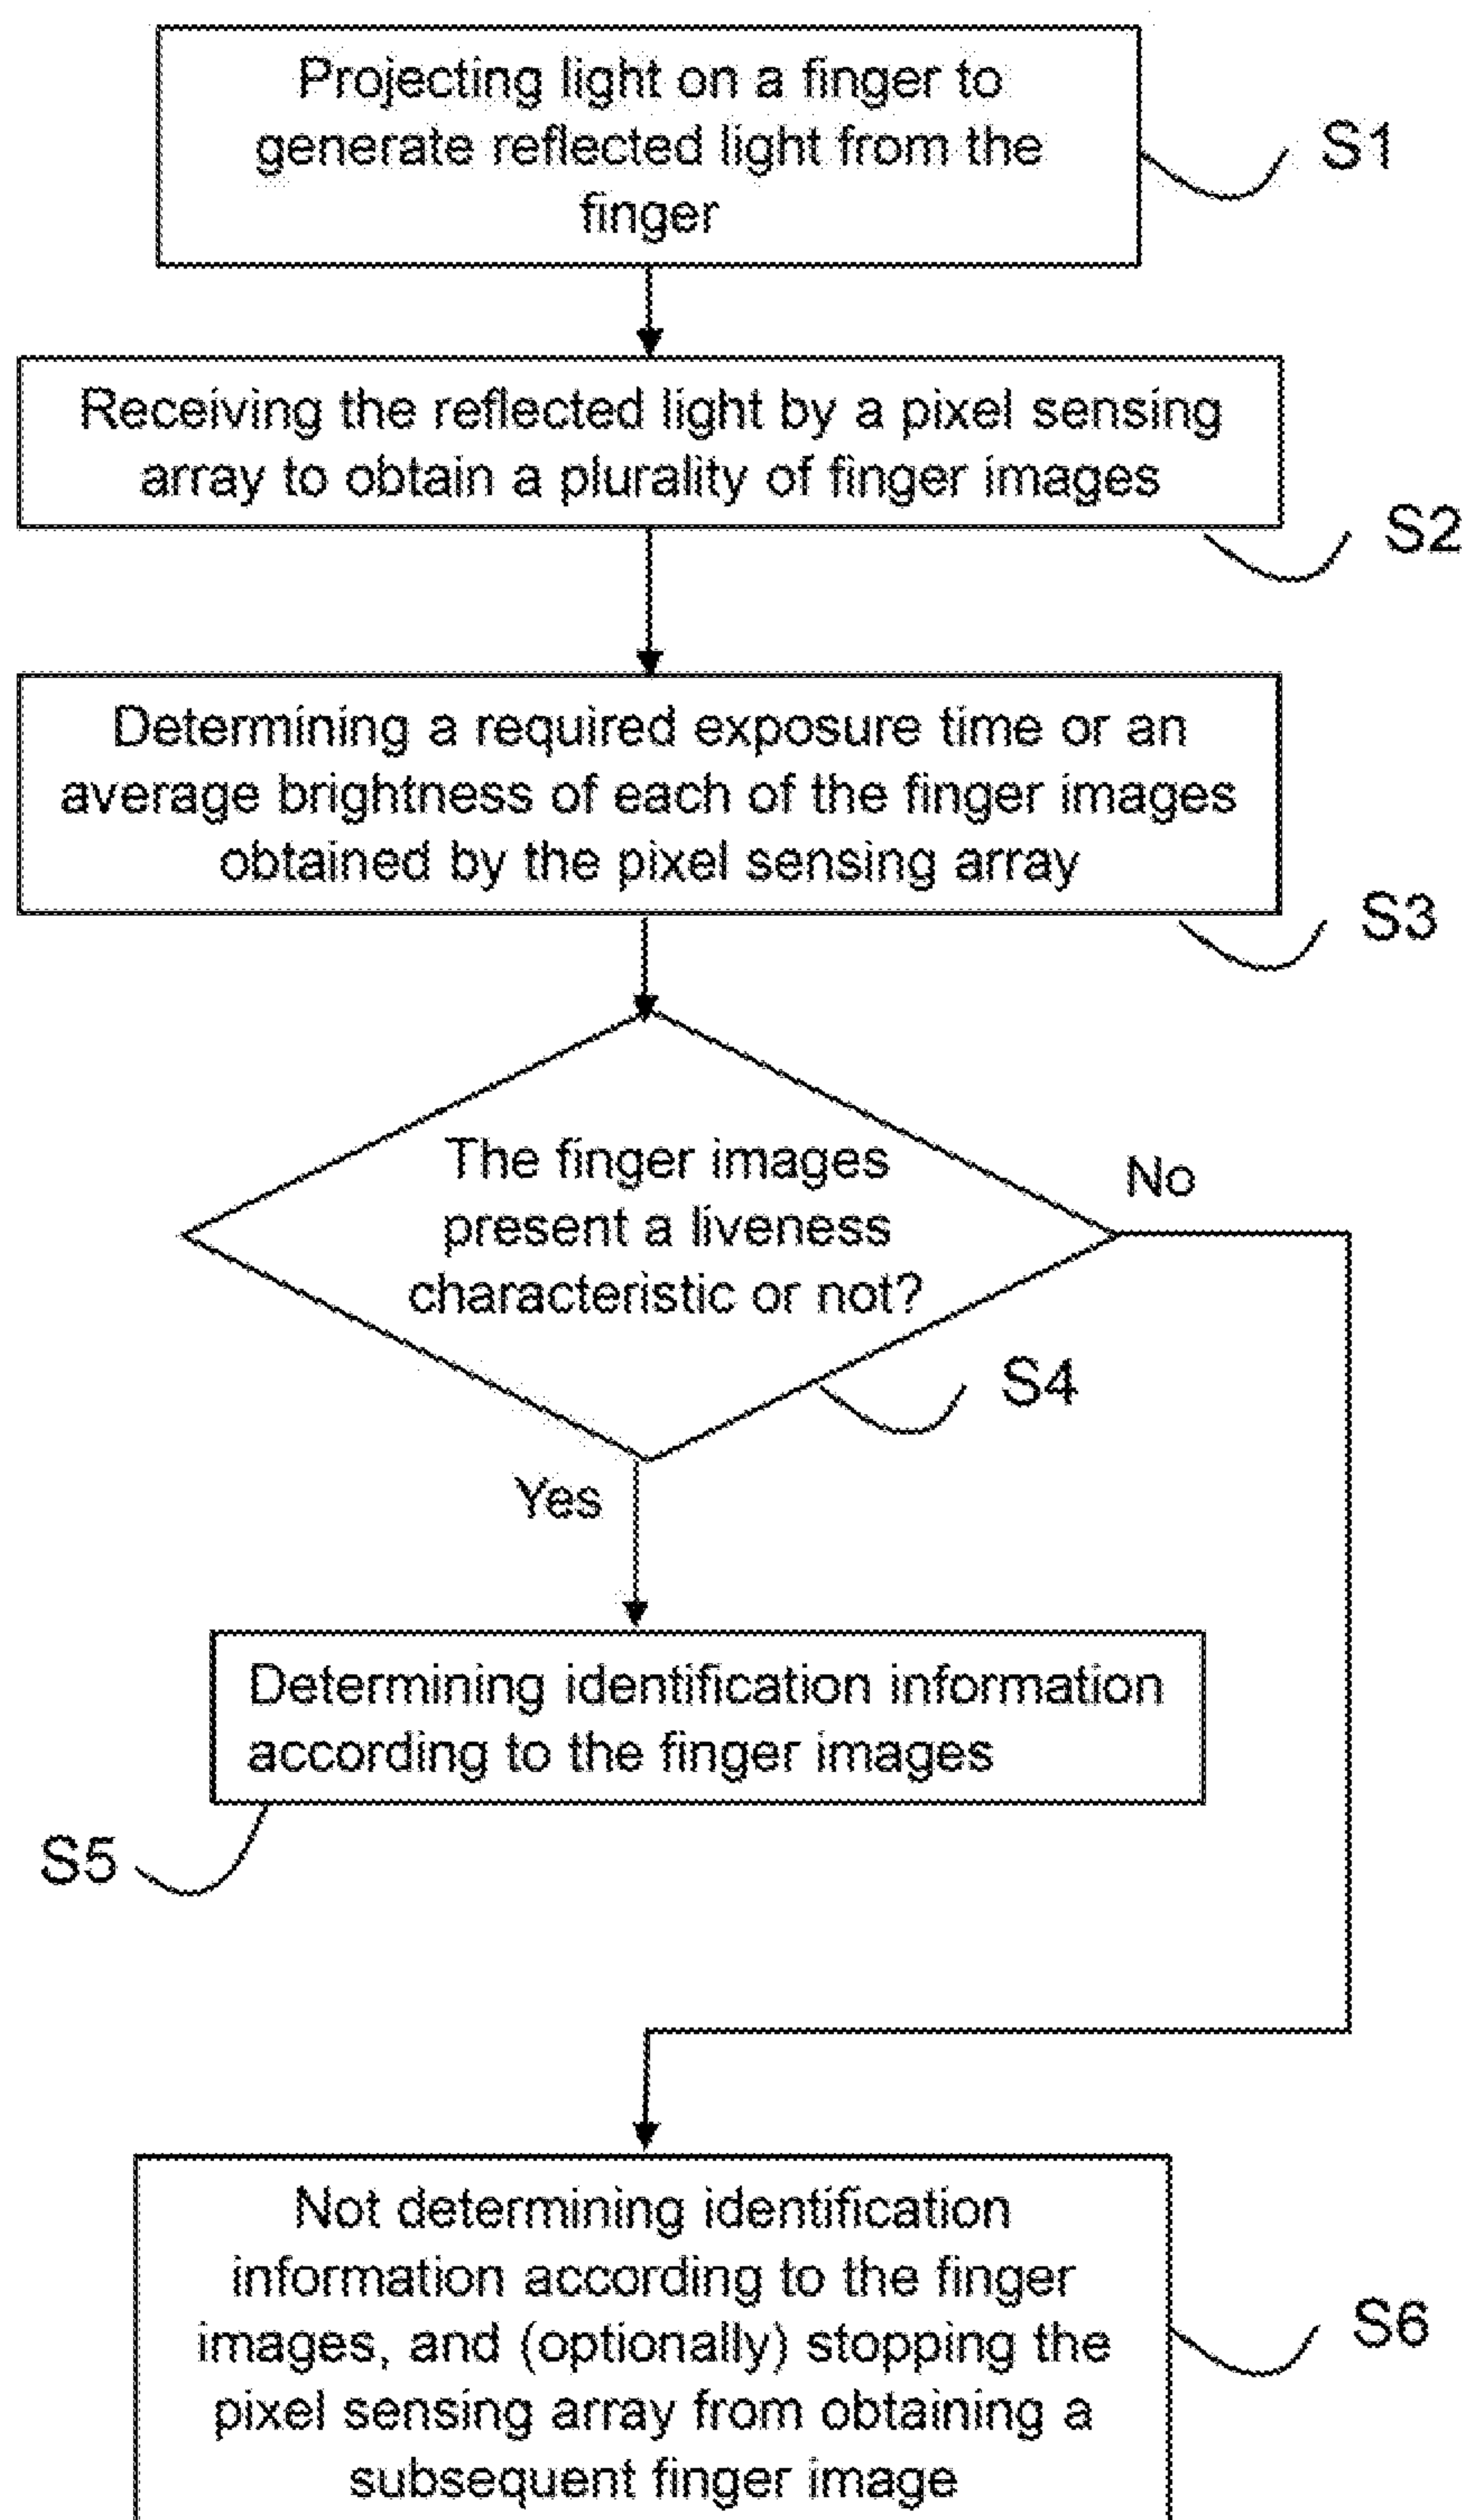 Projecting light on a finger to
generate reflected light from the
finger
S1
Receiving the reflected light by a pixel sensing
array to obtain a plurality of finger images
S2
Determining a required exposure time or an
average brightness of each of the finger images
obtained by the pixel sensing array
S3
The finger images
present a liveness
characteristic or not?
No
S4
Yes
Determining identification information
according to the finger images
S5
Not determining identification
information according to the finger
images, and (optionally) stopping the
pixel sensing array from obtaining a
subsequent finger image
S6